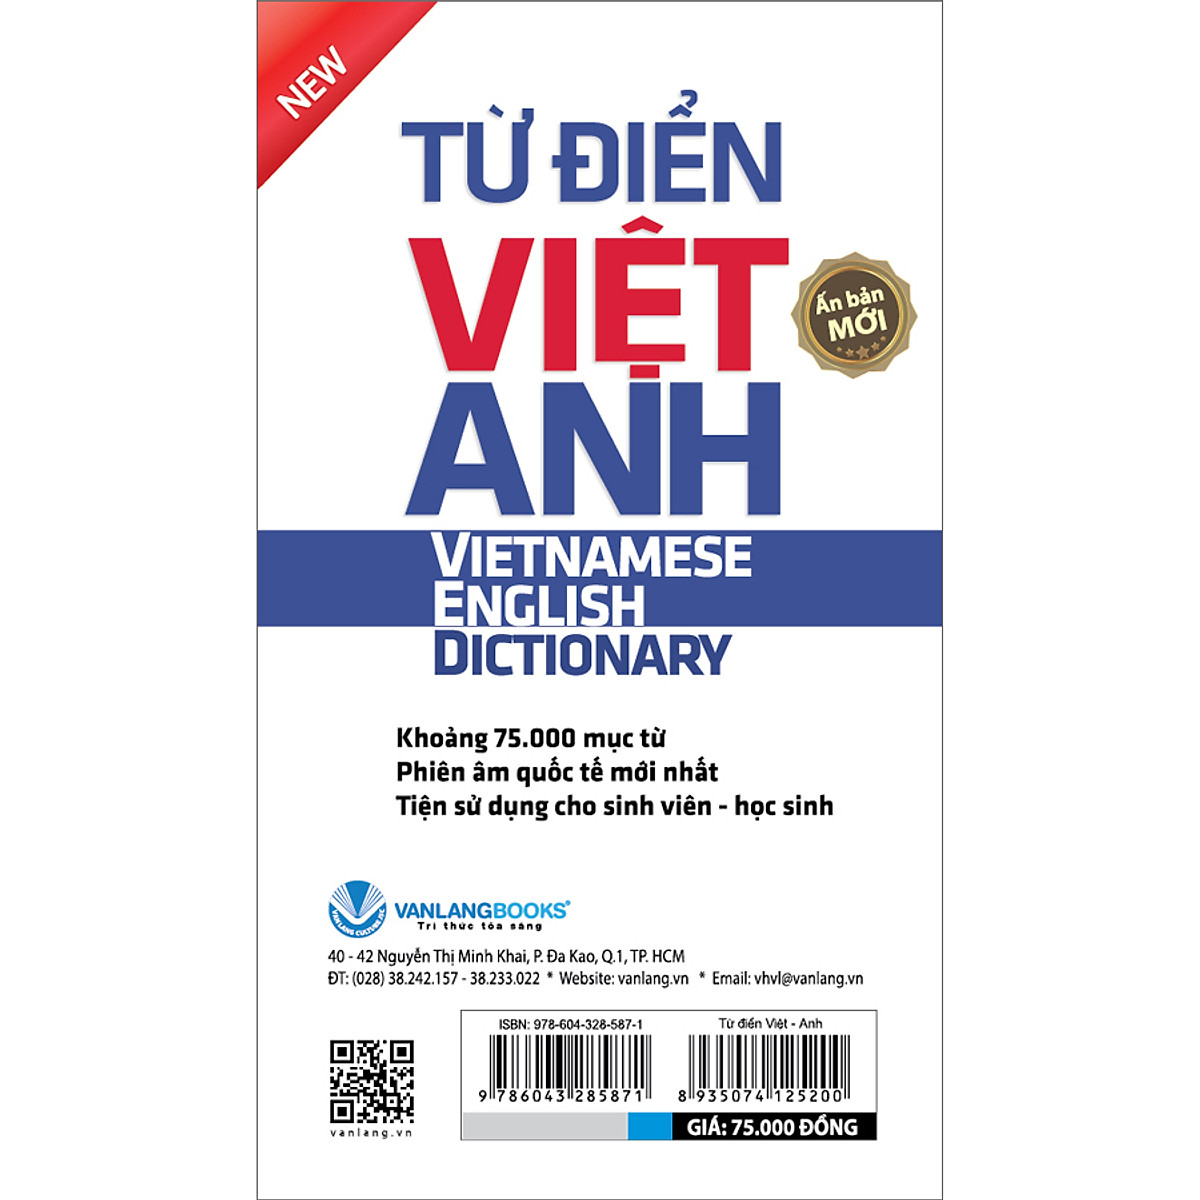 NEW
TỪ ĐIỂN
VIỆT
ANH
Ấn bản
MỚI
VIETNAMESE
ENGLISH
DICTIONARY
Khoảng 75.000 mục từ
Phiên âm quốc tế mới nhất
Tiện sử dụng cho sinh viên - học sinh
VAN LANG CULTURE JSC
VANLANGBOOKS®
Tri thức tỏa sáng
40 - 42 Nguyễn Thị Minh Khai, P. Đa Kao, Q.1, TP. HCM
ĐT: (028) 38.242.157 - 38.233.022 * Website: vanlang.vn * Email: vhvl@vanlang.vn
ISBN: 978-604-328-587-1
Từ điển Việt - Anh
9 786043 285871
8 935074 125200
vanlang.vn
GIÁ: 75.000 ĐỒNG